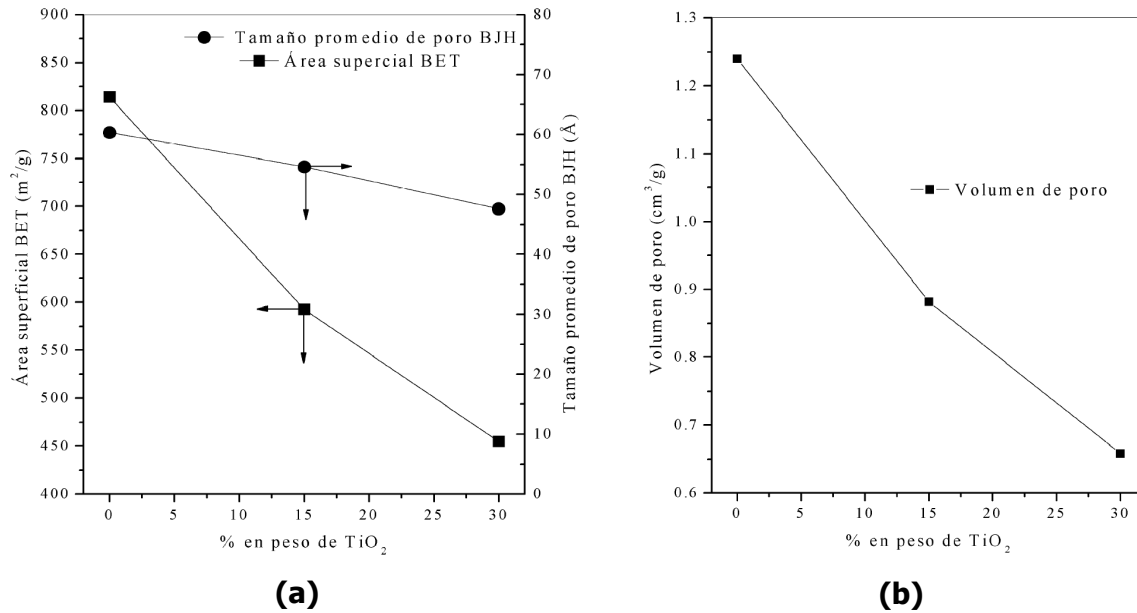 900
850
800
750
700
650
600
550
500
450
400
Área superficial BET (m²/g)
Tamaño promedio de poro BJH
Área supercial BET
80
70
60
50
40
30
20
10
0
Tamaño promedio de poro BJH (Å)
0 5 10 15 20 25 30
% en peso de TiO₂
(a)
1.3
1.2
1.1
1.0
0.9
0.8
0.7
0.6
Volumen de poro (cm³/g)
Volumen de poro
0 5 10 15 20 25 30
% en peso de TiO₂
(b)